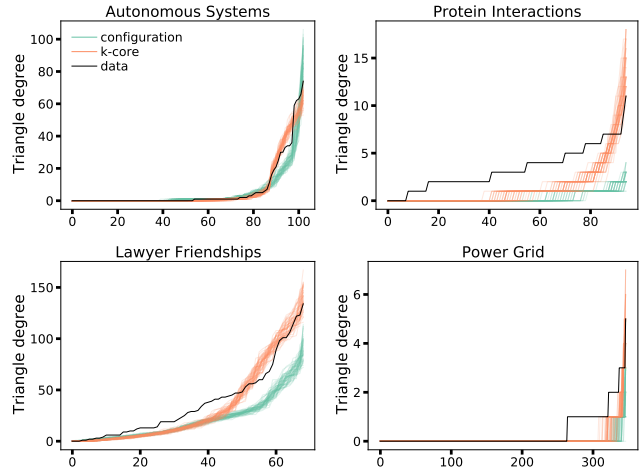 Autonomous Systems
Triangle degree
100
80
60
40
20
0
configuration
k-core
data
0 20 40 60 80 100
Protein Interactions
Triangle degree
15
10
5
0
0 20 40 60 80
Lawyer Friendships
Triangle degree
150
100
50
0
0 20 40 60
Power Grid
Triangle degree
6
4
2
0
0 100 200 300